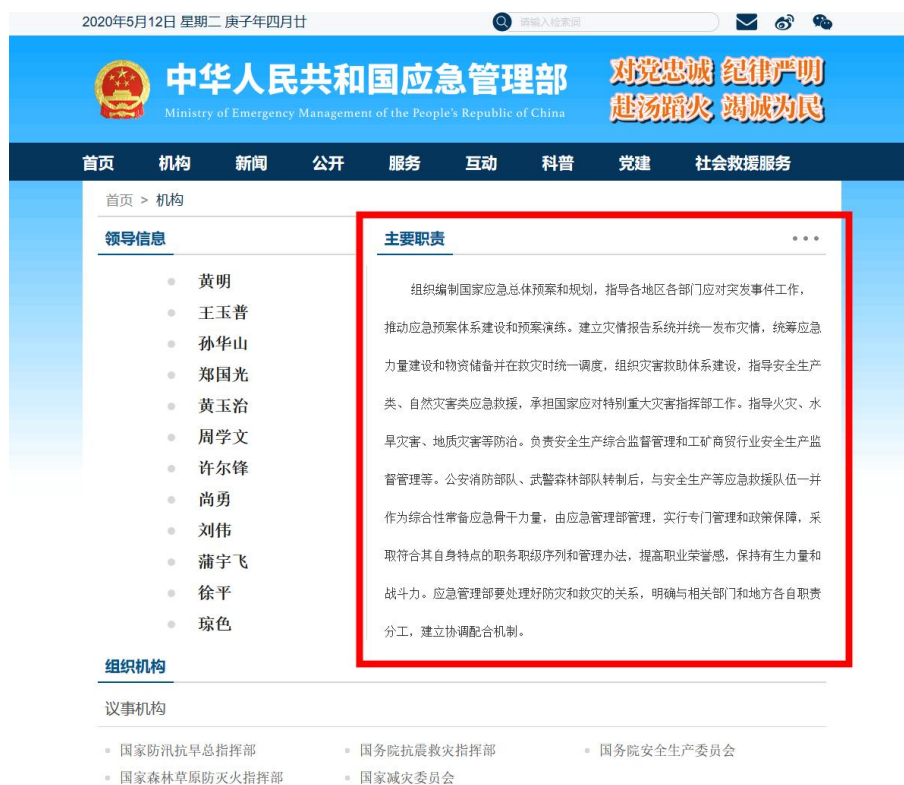 2020年5月12日 星期二 庚子年四月廿
请输入检索词
中华人民共和国应急管理部
Ministry of Emergency Management of the People's Republic of China
对党忠诚 纪律严明
赴汤蹈火 竭诚为民
首页 机构 新闻 公开 服务 互动 科普 党建 社会救援服务
首页 > 机构
领导信息
黄明
王玉普
孙华山
郑国光
黄玉治
周学文
许尔锋
尚勇
刘伟
蒲宇飞
徐平
琼色
主要职责
组织编制国家应急总体预案和规划，指导各地区各部门应对突发事件工作，
推动应急预案体系建设和预案演练。建立灾情报告系统并统一发布灾情，统筹应急
力量建设和物资储备并在救灾时统一调度，组织灾害救助体系建设，指导安全生产
类、自然灾害类应急救援，承担国家应对特别重大灾害指挥部工作。指导火灾、水
旱灾害、地质灾害等防治。负责安全生产综合监督管理和工矿商贸行业安全生产监
督管理等。公安消防部队、武警森林部队转制后，与安全生产等应急救援队伍一并
作为综合性常备应急骨干力量，由应急管理部管理，实行专门管理和政策保障，采
取符合其自身特点的职务职级序列和管理办法，提高职业荣誉感，保持有生力量和
战斗力。应急管理部要处理好防灾和救灾的关系，明确与相关部门和地方各自职责
分工，建立协调配合机制。
组织机构
议事机构
国家防汛抗旱总指挥部 国务院抗震救灾指挥部 国务院安全生产委员会
国家森林草原防灭火指挥部 国家减灾委员会